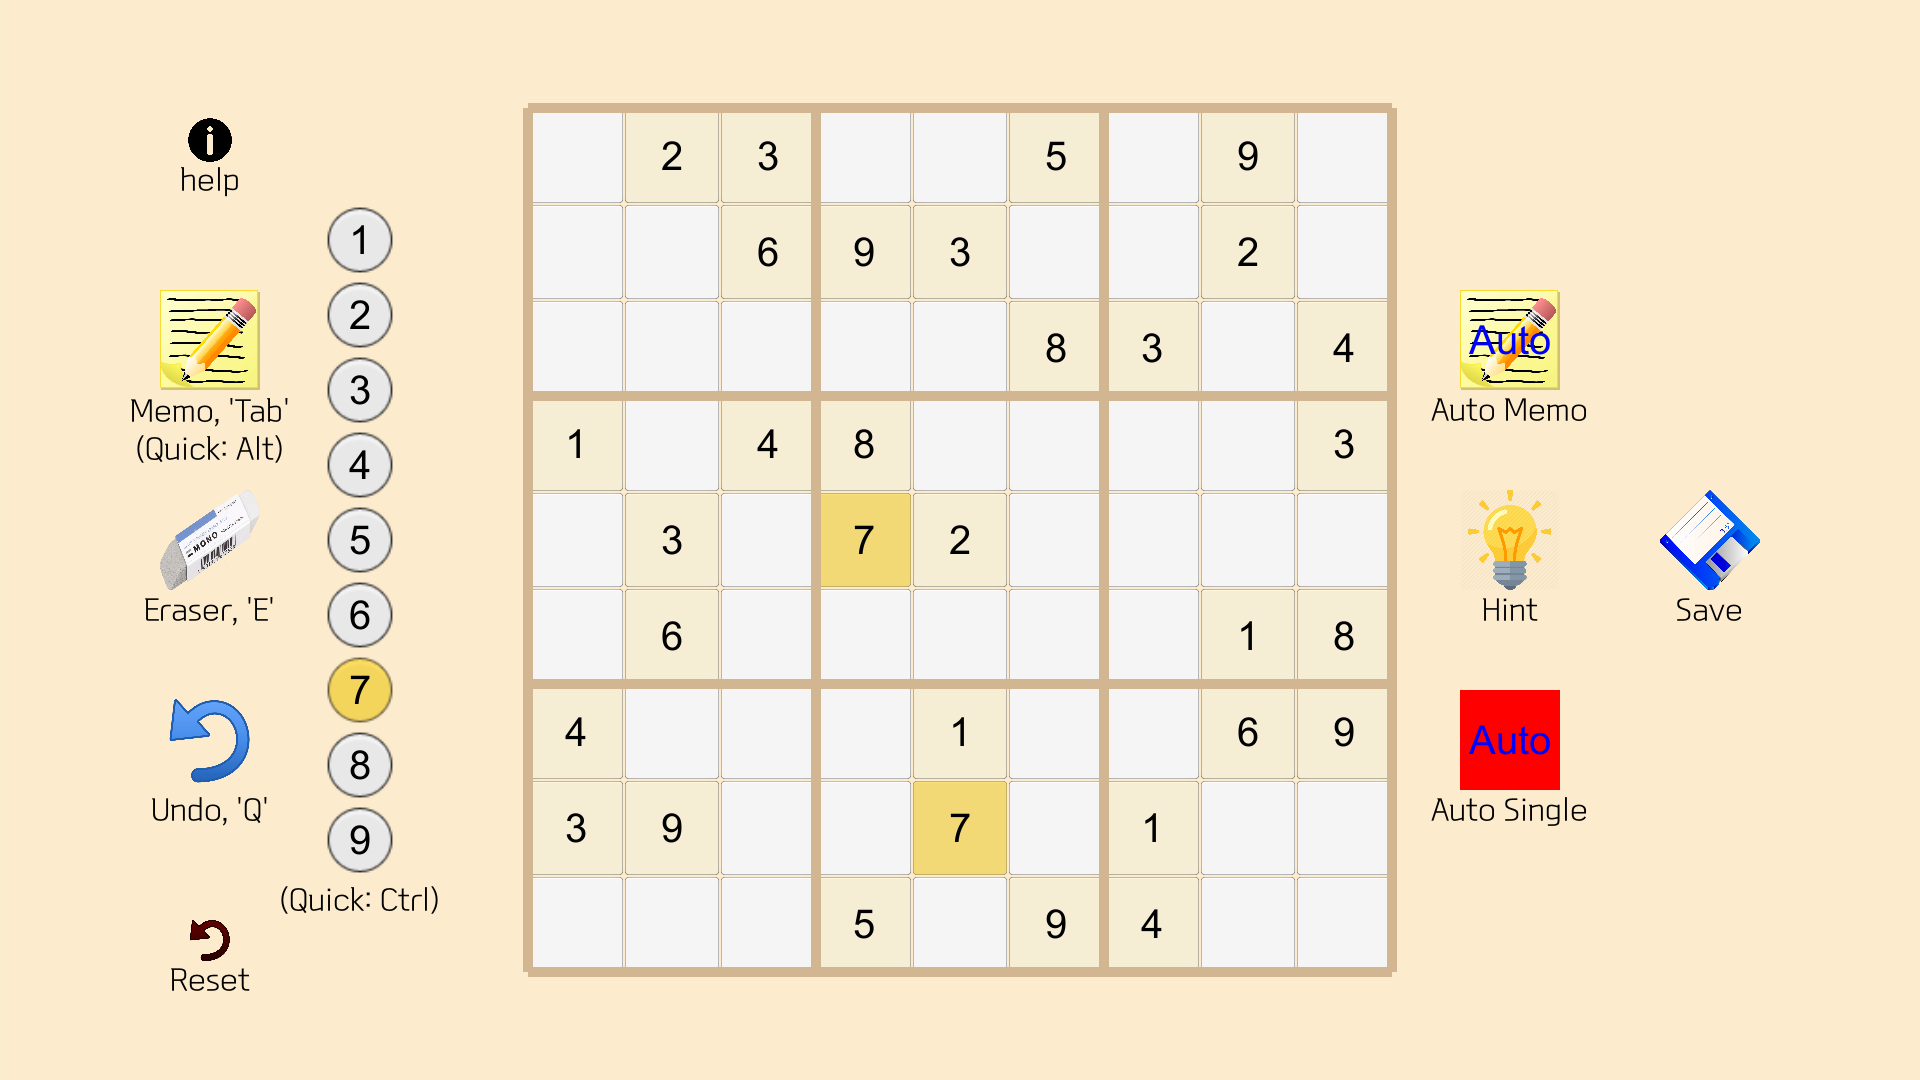 help
1
2
3
4
5
6
7
8
9
(Quick: Ctrl)
Memo, 'Tab'
(Quick: Alt)
MONO
Eraser, 'E'
Undo, 'Q'
Reset
2 3 5 9
6 9 3 2
8 3 4
1 4 8 3
3 7 2
6 1 8
4 1 6 9
3 9 7 1
5 9 4
Auto
Auto Memo
Hint
Save
Auto
Auto Single